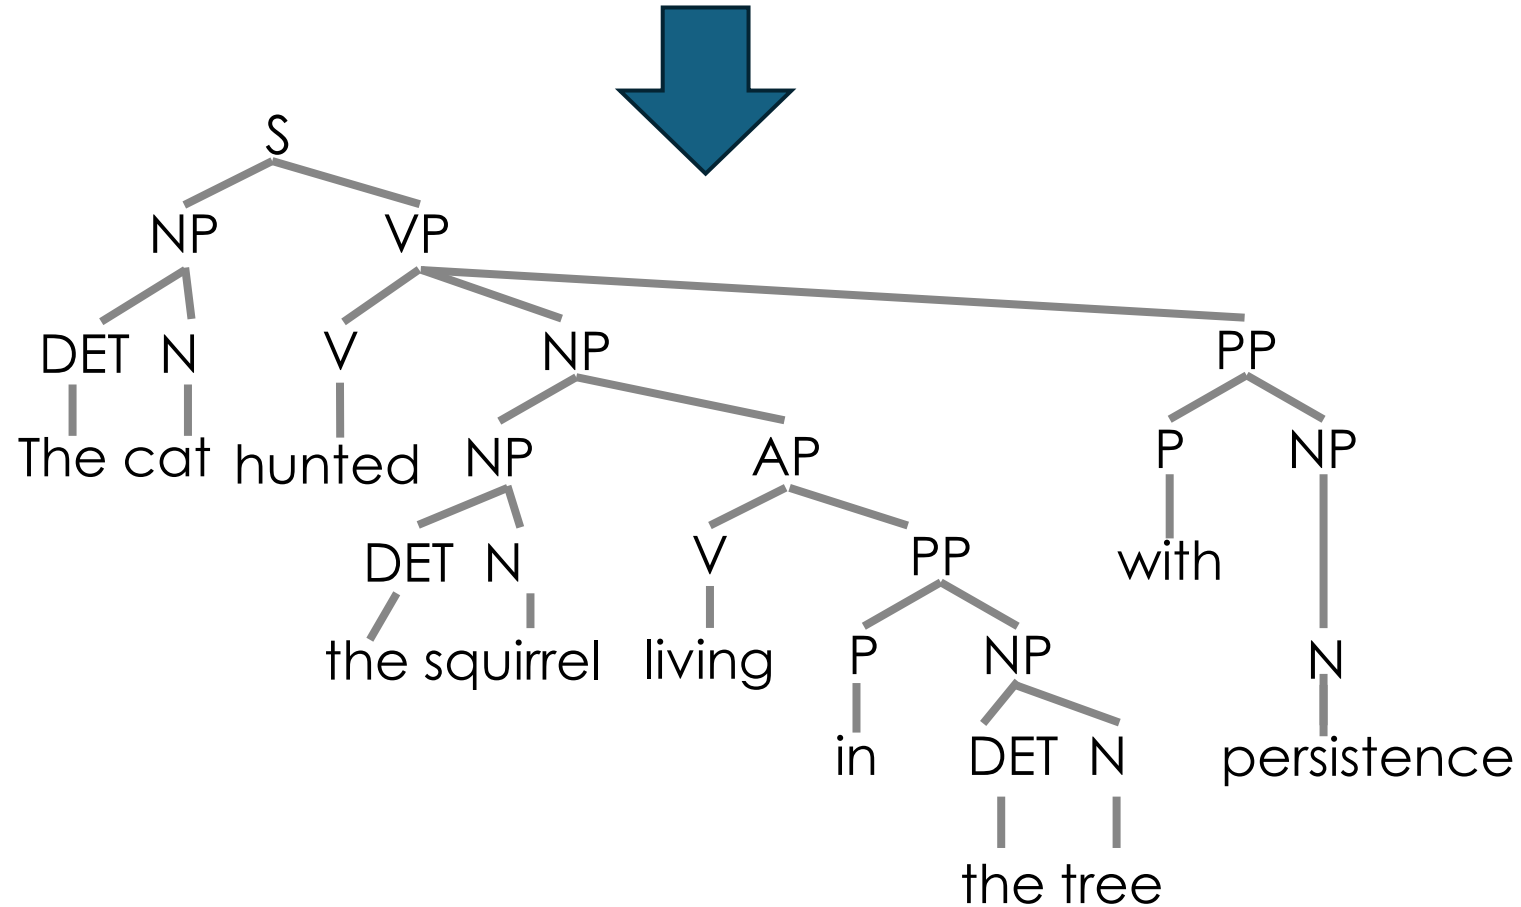 S
NP VP
DET N V NP PP
The cat hunted NP AP P NP
DET N V PP with
the squirrel living P NP N
in DET N persistence
the tree